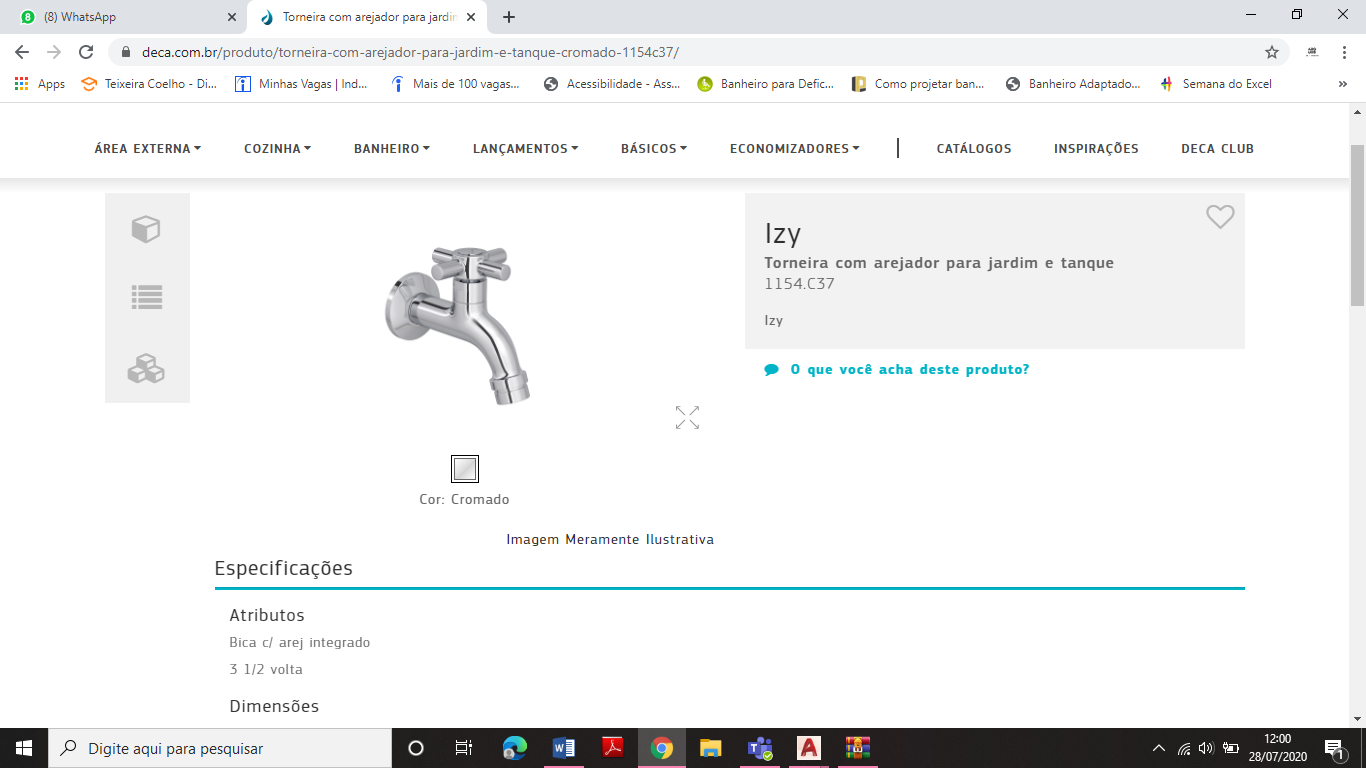 (8) WhatsApp
Torneira com arejador para jardin
deca.com.br/produto/torneira-com-arejador-para-jardim-e-tanque-cromado-1154c37/
Apps Teixeira Coelho - Di... Minhas Vagas | Ind... Mais de 100 vagas... Acessibilidade - Ass... Banheiro para Defic... Como projetar ban... Banheiro Adaptado... Semana do Excel »
ÁREA EXTERNA COZINHA BANHEIRO LANÇAMENTOS BÁSICOS ECONOMIZADORES CATÁLOGOS INSPIRAÇÕES DECA CLUB
Izy
Torneira com arejador para jardim e tanque
1154.C37
Izy
O que você acha deste produto?
Cor: Cromado
Imagem Meramente Ilustrativa
Especificações
Atributos
Bica c/ arej integrado
3 1/2 volta
Dimensões
Digite aqui para pesquisar
12:00
28/07/2020
1